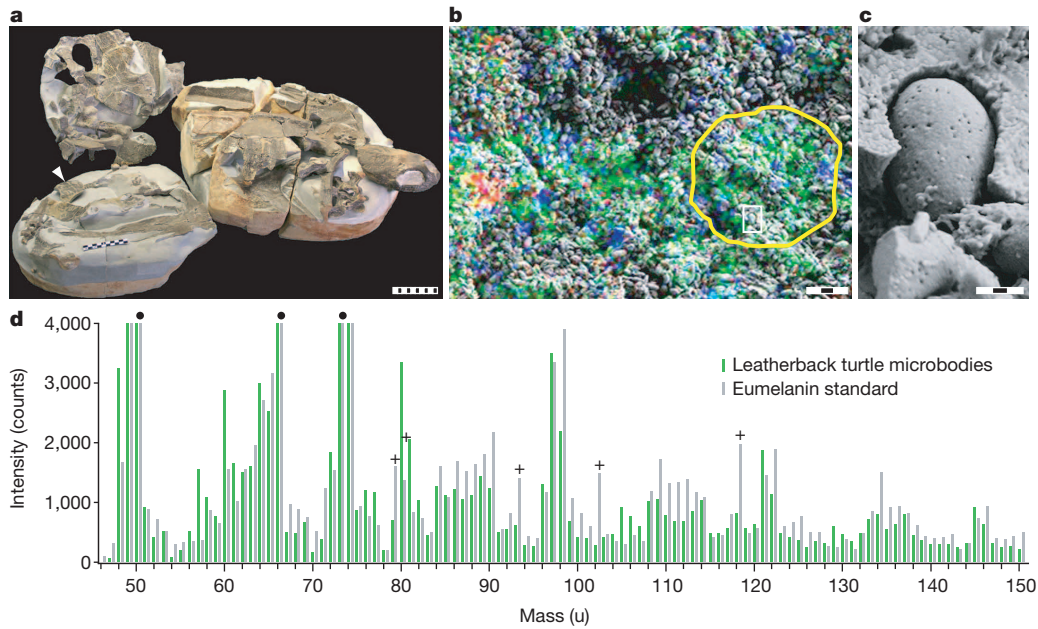 a
b
c
d
4,000
3,000
2,000
1,000
0
Intensity (counts)
Leatherback turtle microbodies
Eumelanin standard
+
+
+
+
+
50
60
70
80
90
100
110
120
130
140
150
Mass (u)